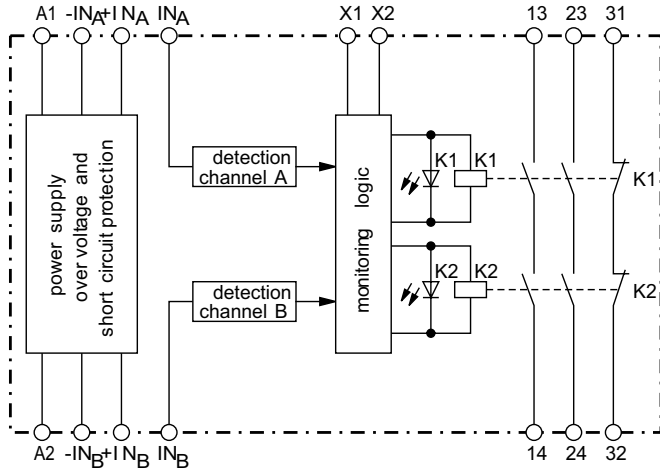 A1 -INA +INA INA X1 X2 13 23 31
power supply
over voltage and
short circuit protection
detection
channel A
monitoring logic
K1 K1
K1
detection
channel B
K2 K2
K2
A2 -INB +INB INB 14 24 32